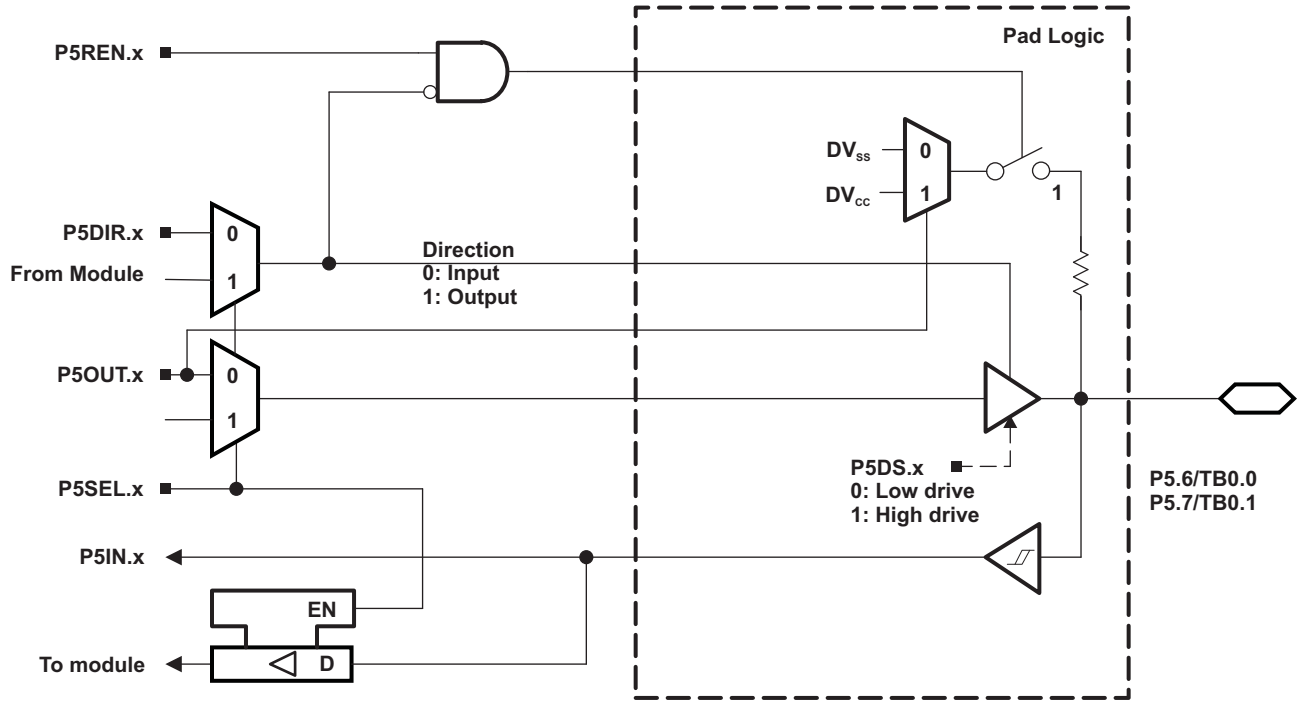 Pad Logic
P5REN.x
DVss
0
DVcc
1
1
P5DIR.x
0
From Module
1
Direction
0: Input
1: Output
P5OUT.x
0
1
P5DS.x
0: Low drive
1: High drive
P5SEL.x
P5.6/TB0.0
P5.7/TB0.1
P5IN.x
EN
To module
D